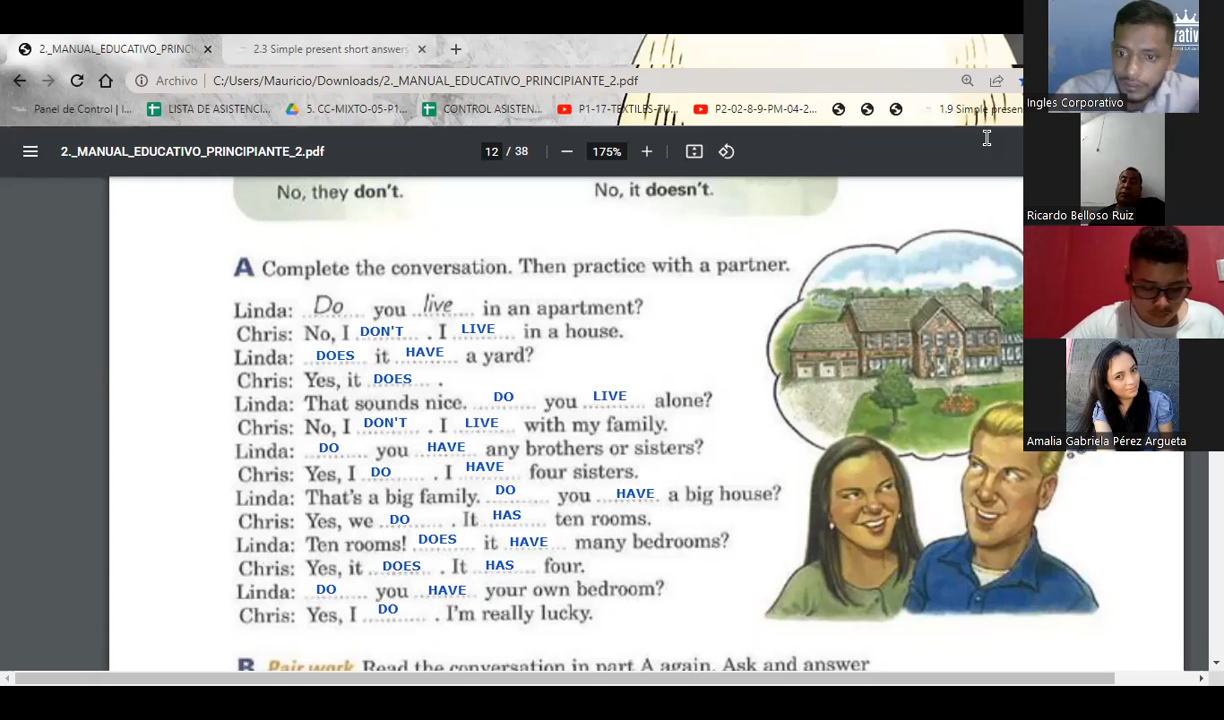 2._MANUAL_EDUCATIVO_PRINCI
2.3 Simple present short answers
Archivo
C:/Users/Mauricio/Downloads/2._MANUAL_EDUCATIVO_PRINCIPIANTE_2.pdf
Panel de Control | I...
LISTA DE ASISTENCI...
5. CC-MIXTO-05-P1...
CONTROL ASISTEN...
P1-17-TEXTILES-TU...
P2-02-8-9-PM-04-2...
1.9 Simple presen
2._MANUAL_EDUCATIVO_PRINCIPIANTE_2.pdf
12 / 38
175%
No, they don't.
No, it doesn't.
A Complete the conversation. Then practice with a partner.
Linda: Do you live in an apartment?
Chris: No, I DON'T . I LIVE in a house.
Linda: DOES it HAVE a yard?
Chris: Yes, it DOES .
Linda: That sounds nice. DO you LIVE alone?
Chris: No, I DON'T . I LIVE with my family.
Linda: DO you HAVE any brothers or sisters?
Chris: Yes, I DO . I HAVE four sisters.
Linda: That's a big family. DO you HAVE a big house?
Chris: Yes, we DO . It HAS ten rooms.
Linda: Ten rooms! DOES it HAVE many bedrooms?
Chris: Yes, it DOES . It HAS four.
Linda: DO you HAVE your own bedroom?
Chris: Yes, I DO . I'm really lucky.
B Pair work Read the conversation in part A again. Ask and answer
rativ
Ingles Corporativo
Ricardo Belloso Ruiz
Amalia Gabriela Pérez Argueta